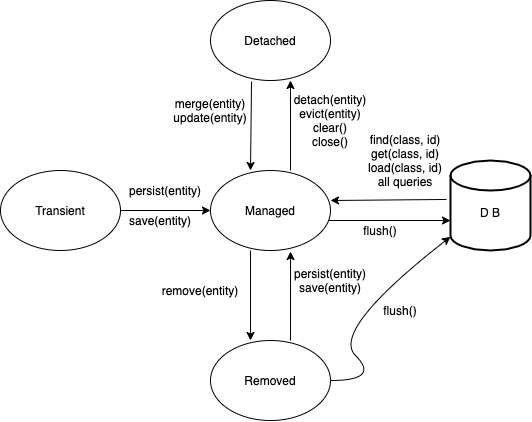 Detached
merge(entity)
update(entity)
detach(entity)
evict(entity)
clear()
close()
find(class, id)
get(class, id)
load(class, id)
all queries
persist(entity)
Transient
save(entity)
Managed
D B
flush()
remove(entity)
persist(entity)
save(entity)
flush()
Removed